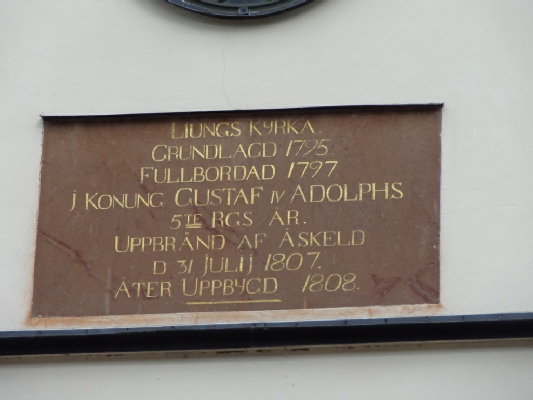 LIUNGS KYRKA.
GRUNDLAGD 1795
FULLBORDAD 1797.
J KONUNG GUSTAF IV ADOLPHS
5TE RGS ÅR.
UPPBRÄND AF ÅSKELD
D 31 JULIJ 1807.
ÅTER UPPBYGD 1808.